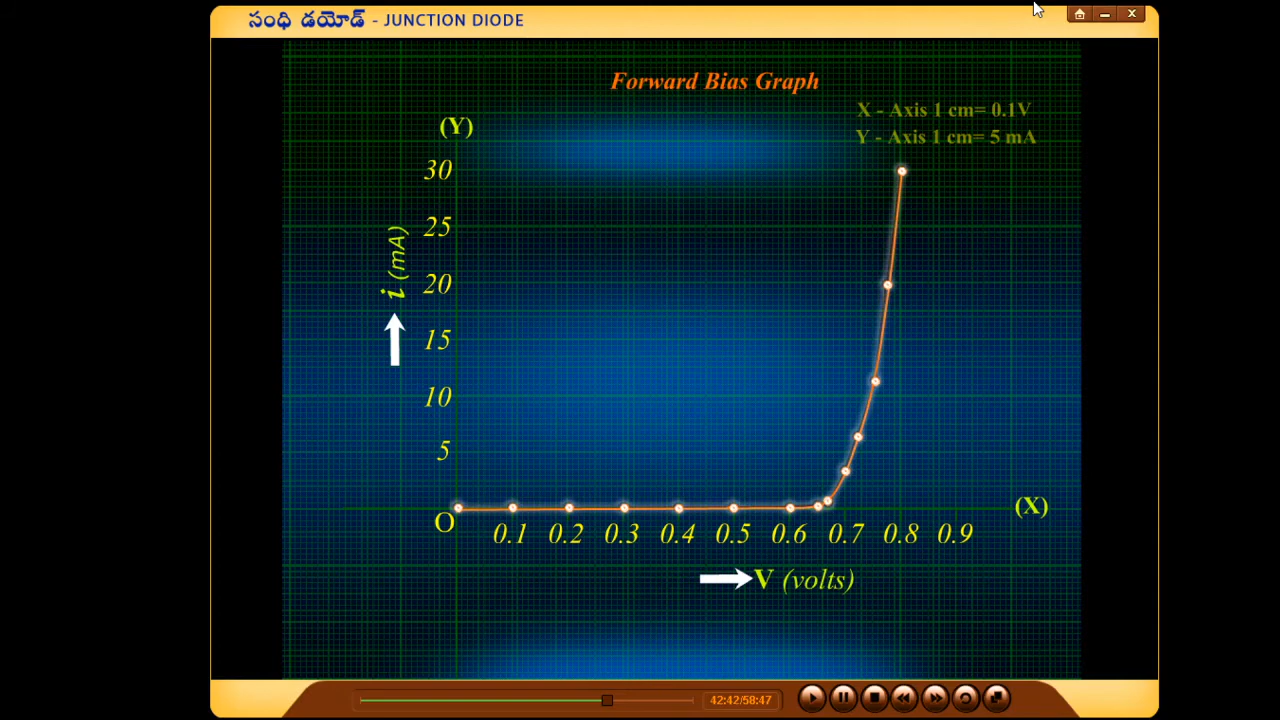 సంధి డయోడ్ - JUNCTION DIODE
Forward Bias Graph
X - Axis 1 cm= 0.1V
Y - Axis 1 cm= 5 mA
(Y)
30
25
20
15
10
5
i (mA)
O
0.1 0.2 0.3 0.4 0.5 0.6 0.7 0.8 0.9
(X)
V (volts)
42:42/58:47